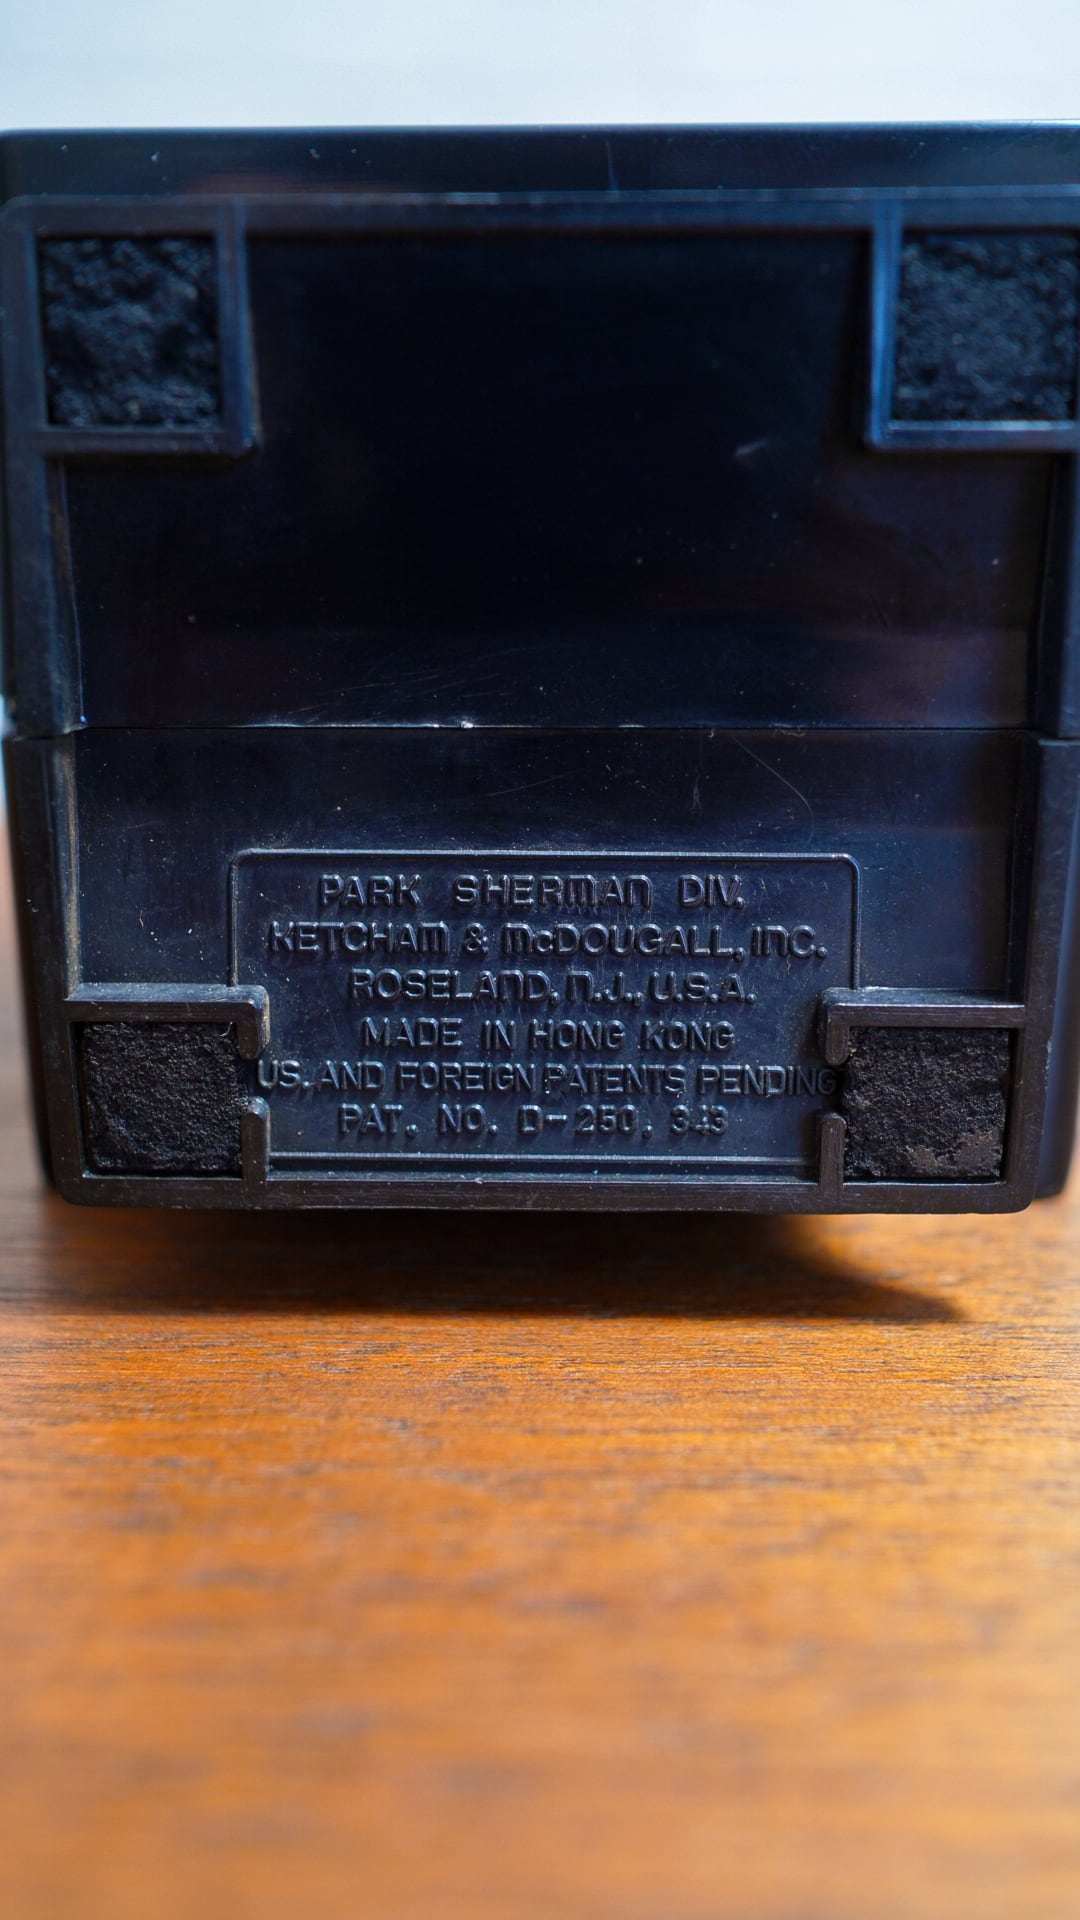 PARK SHERMAN DIV.
KETCHAM & McDOUGALL, INC.
ROSELAND, N.J., U.S.A.
MADE IN HONG KONG
US. AND FOREIGN PATENTS PENDING
PAT. NO. D-250, 343